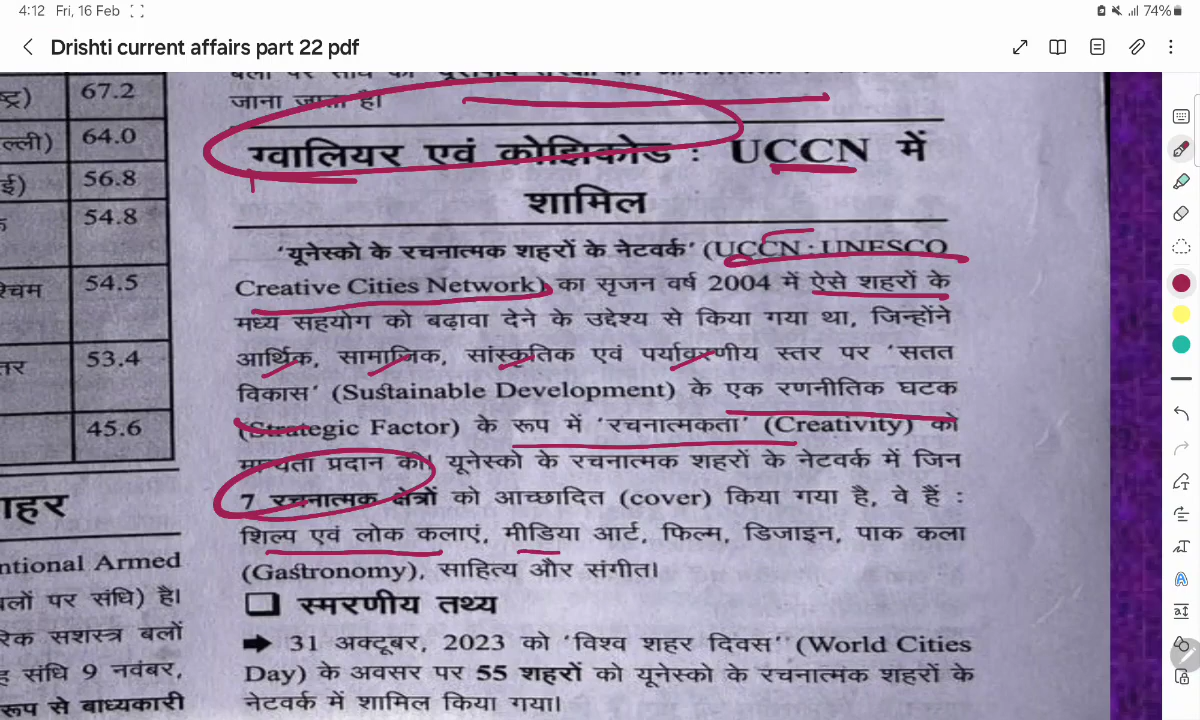 4:12 Fri, 16 Feb
74%
Drishti current affairs part 22 pdf
67.2
ल्ली) 64.0
56.8
54.8
54.5
53.4
45.6
ntional Armed
बलों पर संधि) है।
सशस्त्र बलों
संधि 9 नवंबर,
रूप से बाध्यकारी
जाना जाता है।
ग्वालियर एवं कोझिकोड : UCCN में
शामिल
'यूनेस्को के रचनात्मक शहरों के नेटवर्क' (UCCN : UNESCO
Creative Cities Network) का सृजन वर्ष 2004 में ऐसे शहरों के
मध्य सहयोग को बढ़ावा देने के उद्देश्य से किया गया था, जिन्होंने
आर्थिक, सामाजिक, सांस्कृतिक एवं पर्यावरणीय स्तर पर 'सतत
विकास' (Sustainable Development) के एक रणनीतिक घटक
(Strategic Factor) के रूप में 'रचनात्मकता' (Creativity) को
मान्यता प्रदान की। यूनेस्को के रचनात्मक शहरों के नेटवर्क में जिन
7 रचनात्मक क्षेत्रों को आच्छादित (cover) किया गया है, वे हैं :
शिल्प एवं लोक कलाएं, मीडिया आर्ट, फिल्म, डिजाइन, पाक कला
(Gastronomy), साहित्य और संगीत।
❑ स्मरणीय तथ्य
➡ 31 अक्टूबर, 2023 को 'विश्व शहर दिवस'' (World Cities
Day) के अवसर पर 55 शहरों को यूनेस्को के रचनात्मक शहरों के
नेटवर्क में शामिल किया गया।